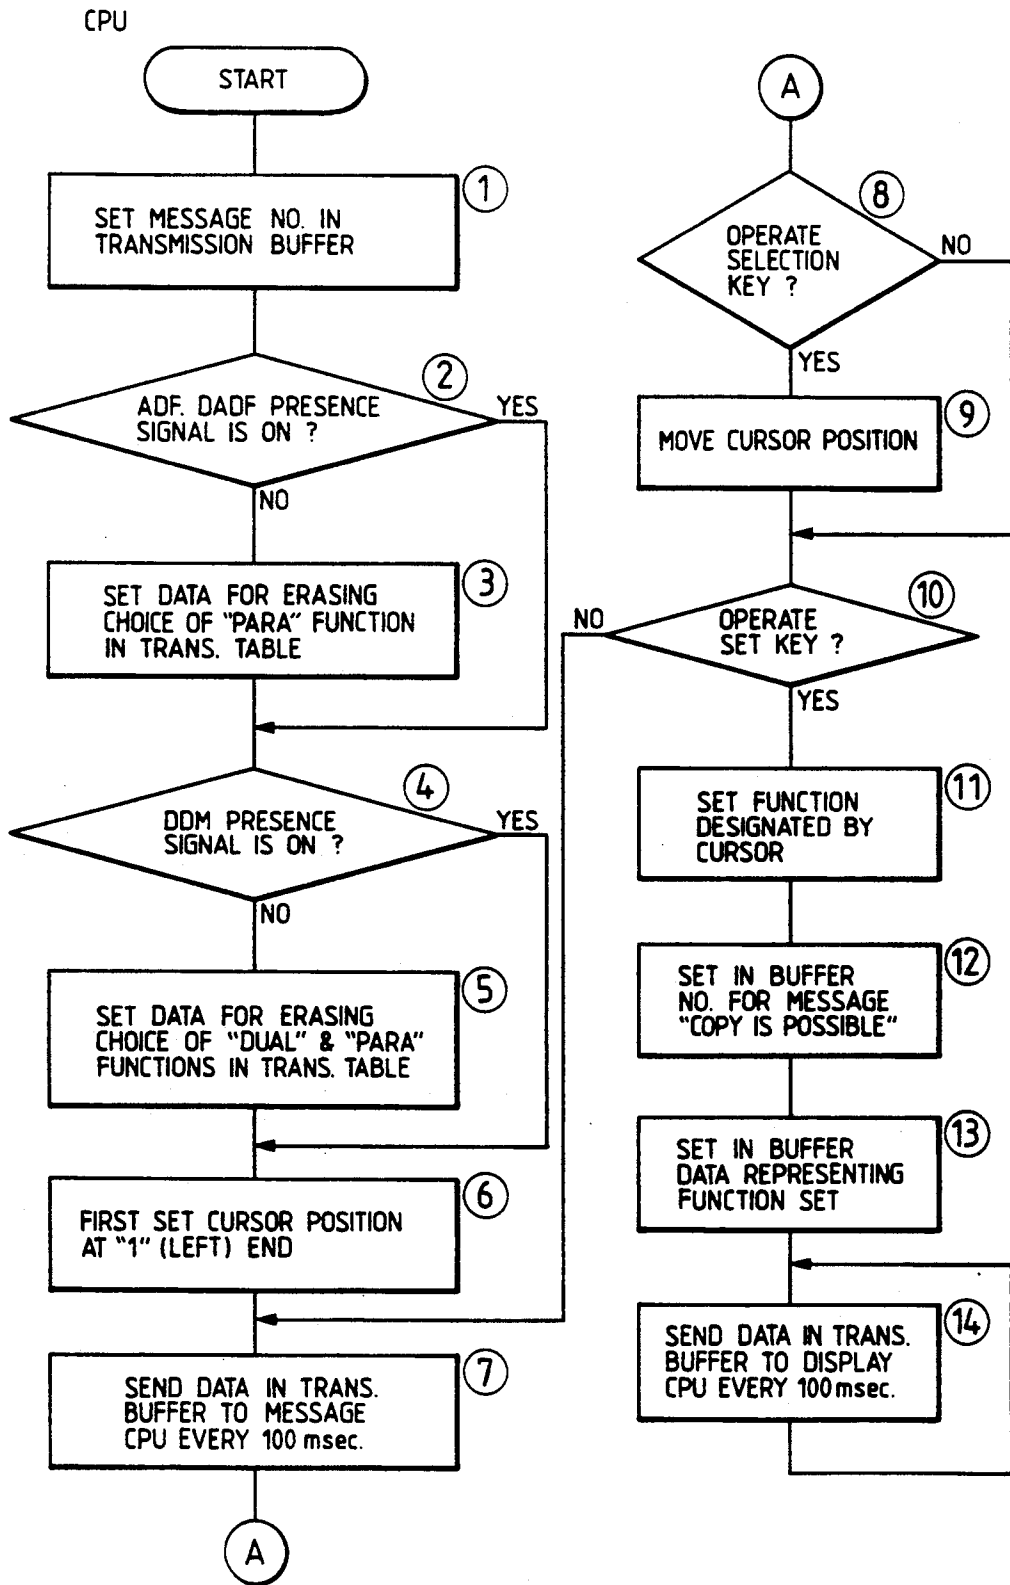 CPU
START
1
SET MESSAGE NO. IN
TRANSMISSION BUFFER
2
ADF. DADF PRESENCE
SIGNAL IS ON ?
YES
NO
3
SET DATA FOR ERASING
CHOICE OF "PARA" FUNCTION
IN TRANS. TABLE
4
DDM PRESENCE
SIGNAL IS ON ?
YES
NO
5
SET DATA FOR ERASING
CHOICE OF "DUAL" & "PARA"
FUNCTIONS IN TRANS. TABLE
6
FIRST SET CURSOR POSITION
AT "1" (LEFT) END
7
SEND DATA IN TRANS.
BUFFER TO MESSAGE
CPU EVERY 100 msec.
A
A
8
OPERATE
SELECTION
KEY ?
NO
YES
9
MOVE CURSOR POSITION
10
OPERATE
SET KEY ?
NO
YES
11
SET FUNCTION
DESIGNATED BY
CURSOR
12
SET IN BUFFER
NO. FOR MESSAGE
"COPY IS POSSIBLE"
13
SET IN BUFFER
DATA REPRESENTING
FUNCTION SET
14
SEND DATA IN TRANS.
BUFFER TO DISPLAY
CPU EVERY 100 msec.